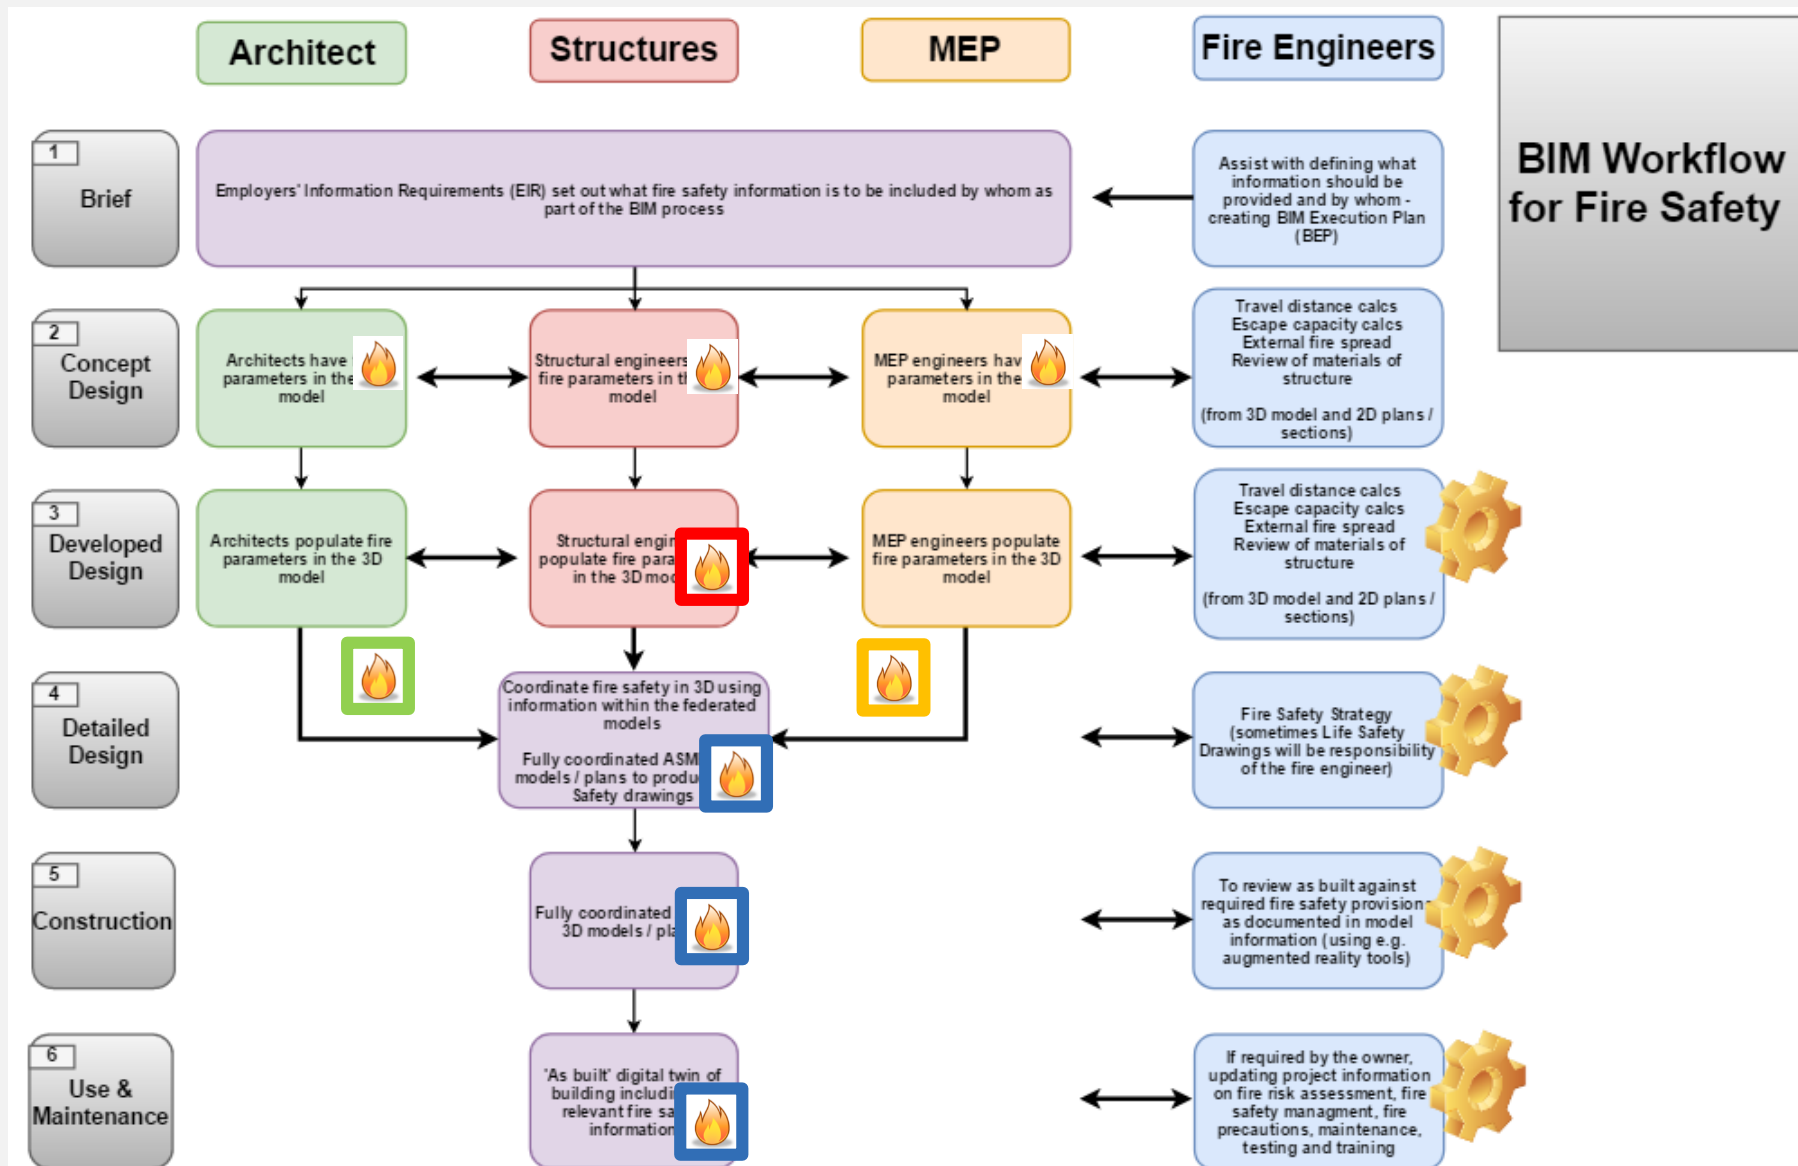 Architect
Structures
MEP
Fire Engineers
BIM Workflow
for Fire Safety
1
Brief
Employers' Information Requirements (EIR) set out what fire safety information is to be included by whom as
part of the BIM process
Assist with defining what
information should be
provided and by whom -
creating BIM Execution Plan
(BEP)
2
Concept
Design
Architects have
parameters in the
model
Structural engineers
fire parameters in
model
MEP engineers
parameters in the
model
Travel distance calcs
Escape capacity calcs
External fire spread
Review of materials of
structure
(from 3D model and 2D plans /
sections)
3
Developed
Design
Architects populate fire
parameters in the 3D
model
Structural
populate fire
in the 3D
MEP engineers populate
fire parameters in the 3D
model
Travel distance calcs
Escape capacity calcs
External fire spread
Review of materials of
structure
(from 3D model and 2D plans /
sections)
4
Detailed
Design
Coordinate fire safety in 3D using
information within the federated
models
Fully coordinated
models / plans to
Safety drawings
Fire Safety Strategy
(sometimes Life Safety
Drawings will be responsibility
of the fire engineer)
5
Construction
Fully coordinated
3D models /
To review as built against
required fire safety provisions
as documented in model
information (using e.g.
augmented reality tools)
6
Use &
Maintenance
'As built' digital twin of
building
relevant fire
information
If required by the owner,
updating project information
on fire risk assessment, fire
safety managment, fire
precautions, maintenance,
testing and training